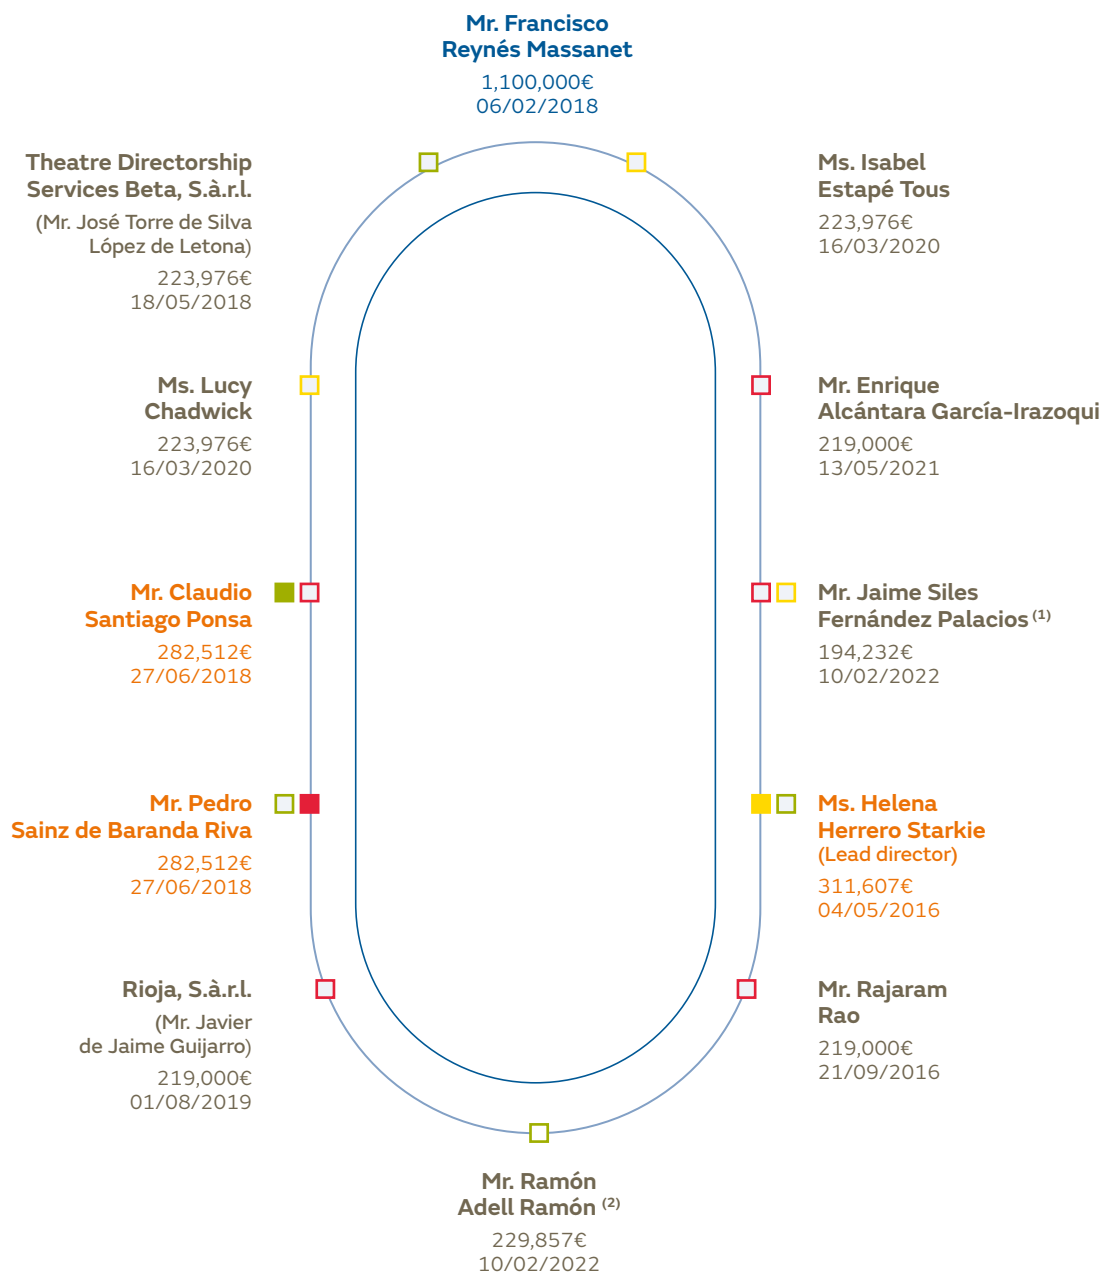 Mr. Francisco
Reynés Massanet
1,100,000€
06/02/2018
Theatre Directorship
Services Beta, S.à.r.l.
(Mr. José Torre de Silva
López de Letona)
223,976€
18/05/2018
Ms. Isabel
Estapé Tous
223,976€
16/03/2020
Ms. Lucy
Chadwick
223,976€
16/03/2020
Mr. Enrique
Alcántara García-Irazoqui
219,000€
13/05/2021
Mr. Claudio
Santiago Ponsa
282,512€
27/06/2018
Mr. Jaime Siles
Fernández Palacios (1)
194,232€
10/02/2022
Mr. Pedro
Sainz de Baranda Riva
282,512€
27/06/2018
Ms. Helena
Herrero Starkie
(Lead director)
311,607€
04/05/2016
Rioja, S.à.r.l.
(Mr. Javier
de Jaime Guijarro)
219,000€
01/08/2019
Mr. Rajaram
Rao
219,000€
21/09/2016
Mr. Ramón
Adell Ramón (2)
229,857€
10/02/2022